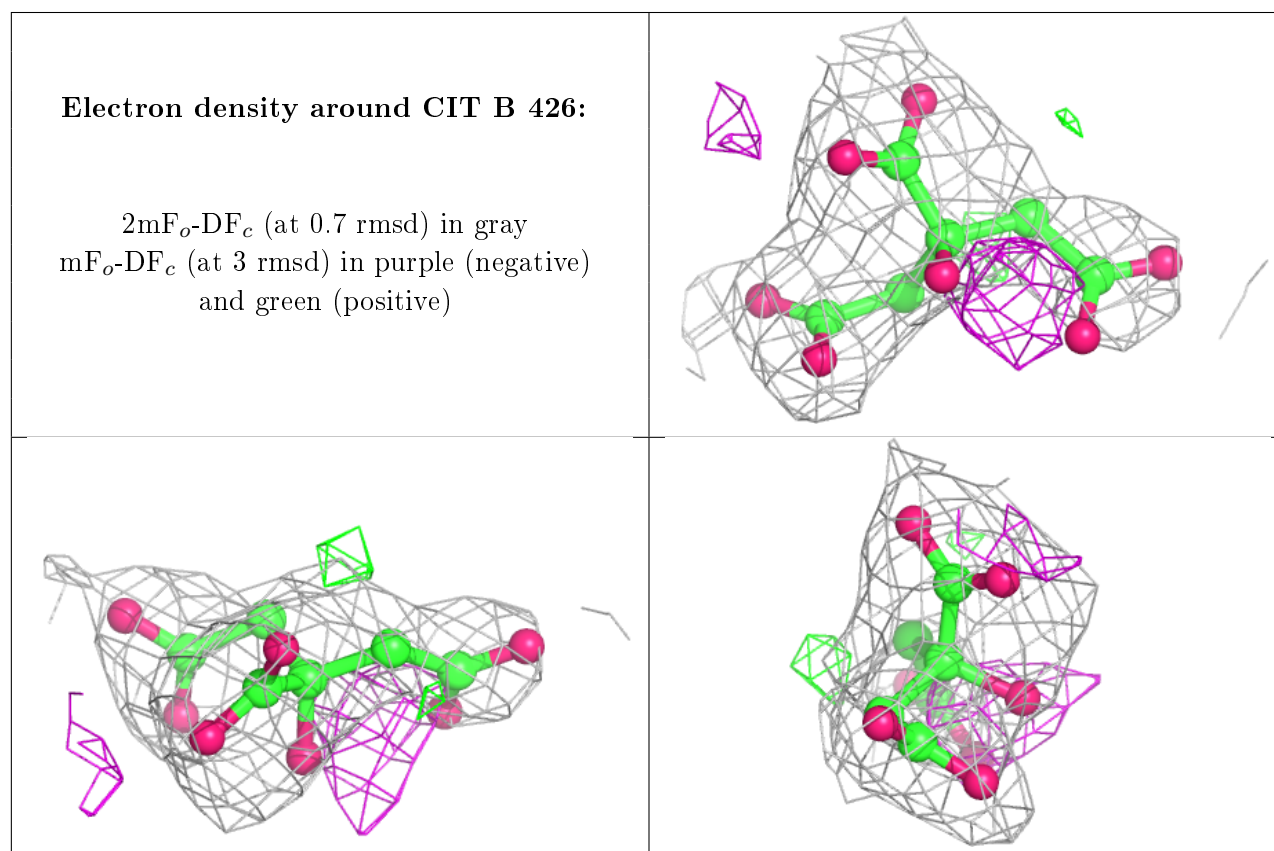 Electron density around CIT B 426:
2mFo-DFc (at 0.7 rmsd) in gray
mFo-DFc (at 3 rmsd) in purple (negative)
and green (positive)